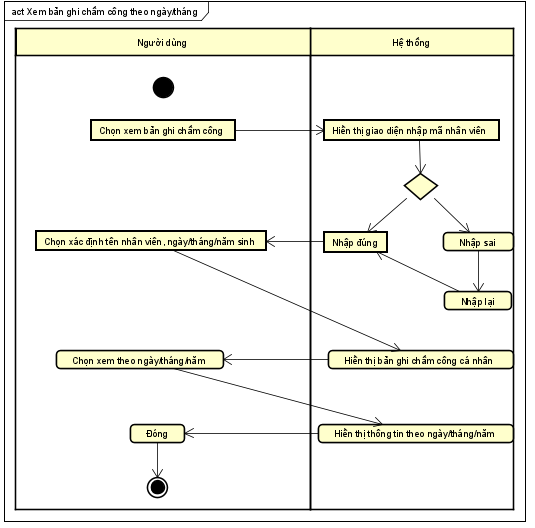 act Xem bản ghi chấm công theo ngày/tháng
Người dùng
Hệ thống
Chọn xem bản ghi chấm công
Hiển thị giao diện nhập mã nhân viên
Chọn xác định tên nhân viên, ngày/tháng/năm sinh
Nhập đúng
Nhập sai
Nhập lại
Hiển thị bản ghi chấm công cá nhân
Chọn xem theo ngày/tháng/năm
Hiển thị thông tin theo ngày/tháng/năm
Đóng